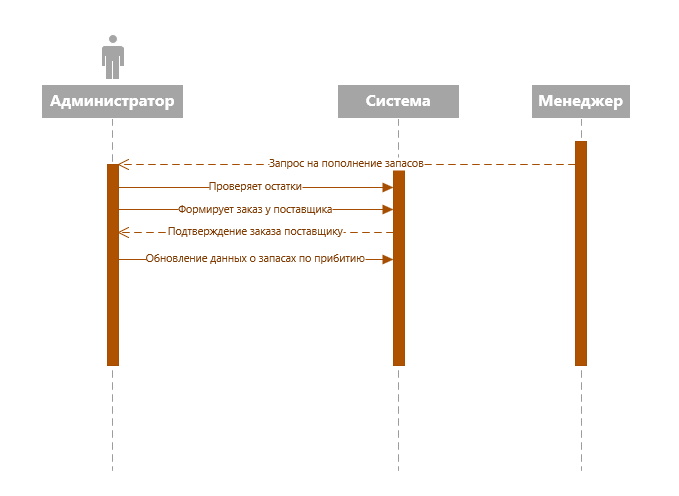 Администратор
Система
Менеджер
Запрос на пополнение запасов
Проверяет остатки
Формирует заказ у поставщика
Подтверждение заказа поставщику
Обновление данных о запасах по прибитию